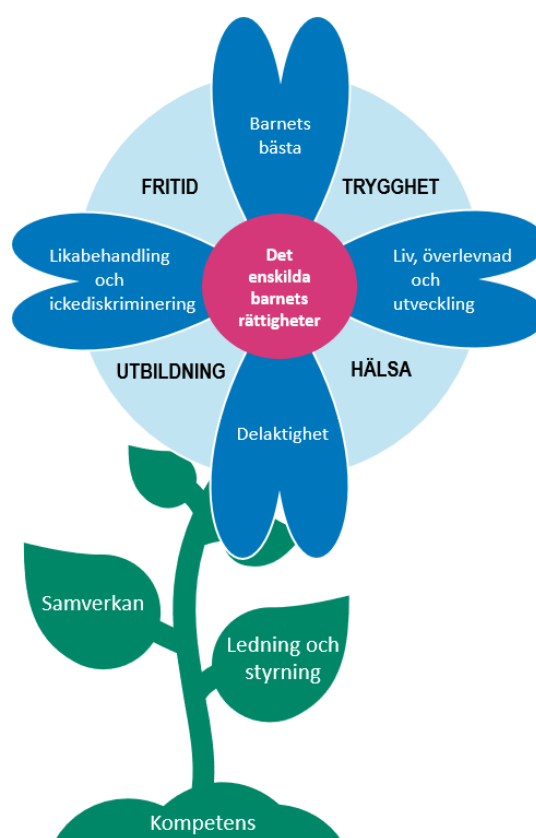 Barnets
bästa
FRITID
TRYGGHET
Likabehandling
och
ickediskriminering
Det
enskilda
barnets
rättigheter
Liv, överlevnad
och
utveckling
UTBILDNING
HÄLSA
Delaktighet
Samverkan
Ledning och
styrning
Kompetens